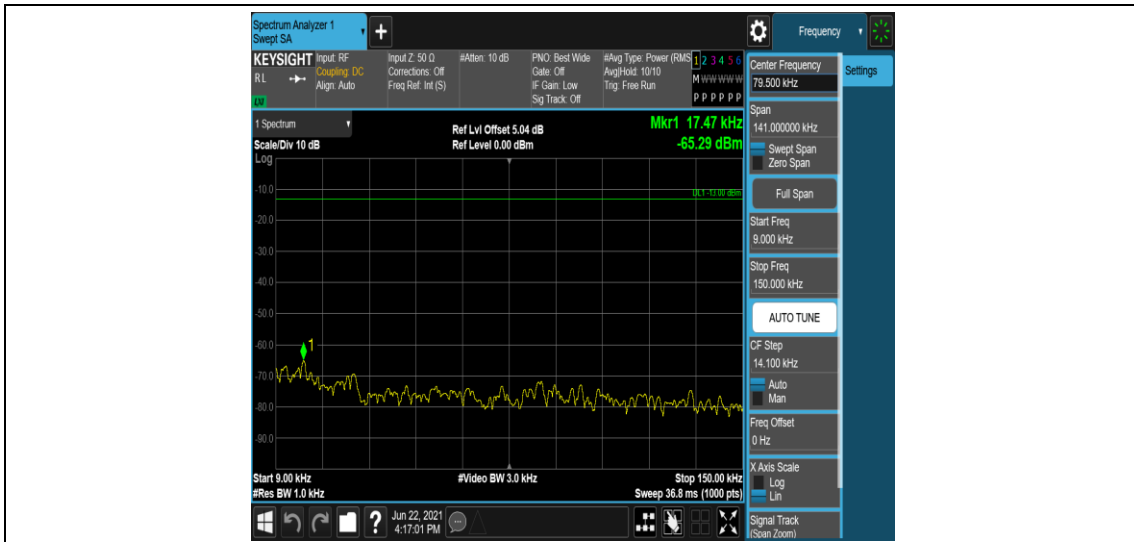 Spectrum Analyzer 1
Swept SA
+
Frequency
KEYSIGHT
RL
LXI
Input: RF
Coupling: DC
Align: Auto
Input Z: 50 Ω
Corrections: Off
Freq Ref: Int (S)
#Atten: 10 dB
PNO: Best Wide
Gate: Off
IF Gain: Low
Sig Track: Off
#Avg Type: Power (RMS
Avg|Hold: 10/10
Trig: Free Run
1 2 3 4 5 6
M W W W W W
P P P P P P
1 Spectrum
Scale/Div 10 dB
Log
Ref Lvl Offset 5.04 dB
Ref Level 0.00 dBm
Mkr1 17.47 kHz
-65.29 dBm
DL1 -13.00 dBm
-10.0
-20.0
-30.0
-40.0
-50.0
-60.0
-70.0
-80.0
-90.0
1
Start 9.00 kHz
#Res BW 1.0 kHz
#Video BW 3.0 kHz
Stop 150.00 kHz
Sweep 36.8 ms (1000 pts)
Center Frequency
79.500 kHz
Settings
Span
141.000000 kHz
Swept Span
Zero Span
Full Span
Start Freq
9.000 kHz
Stop Freq
150.000 kHz
AUTO TUNE
CF Step
14.100 kHz
Auto
Man
Freq Offset
0 Hz
X Axis Scale
Log
Lin
Signal Track
(Span Zoom)
?
Jun 22, 2021
4:17:01 PM